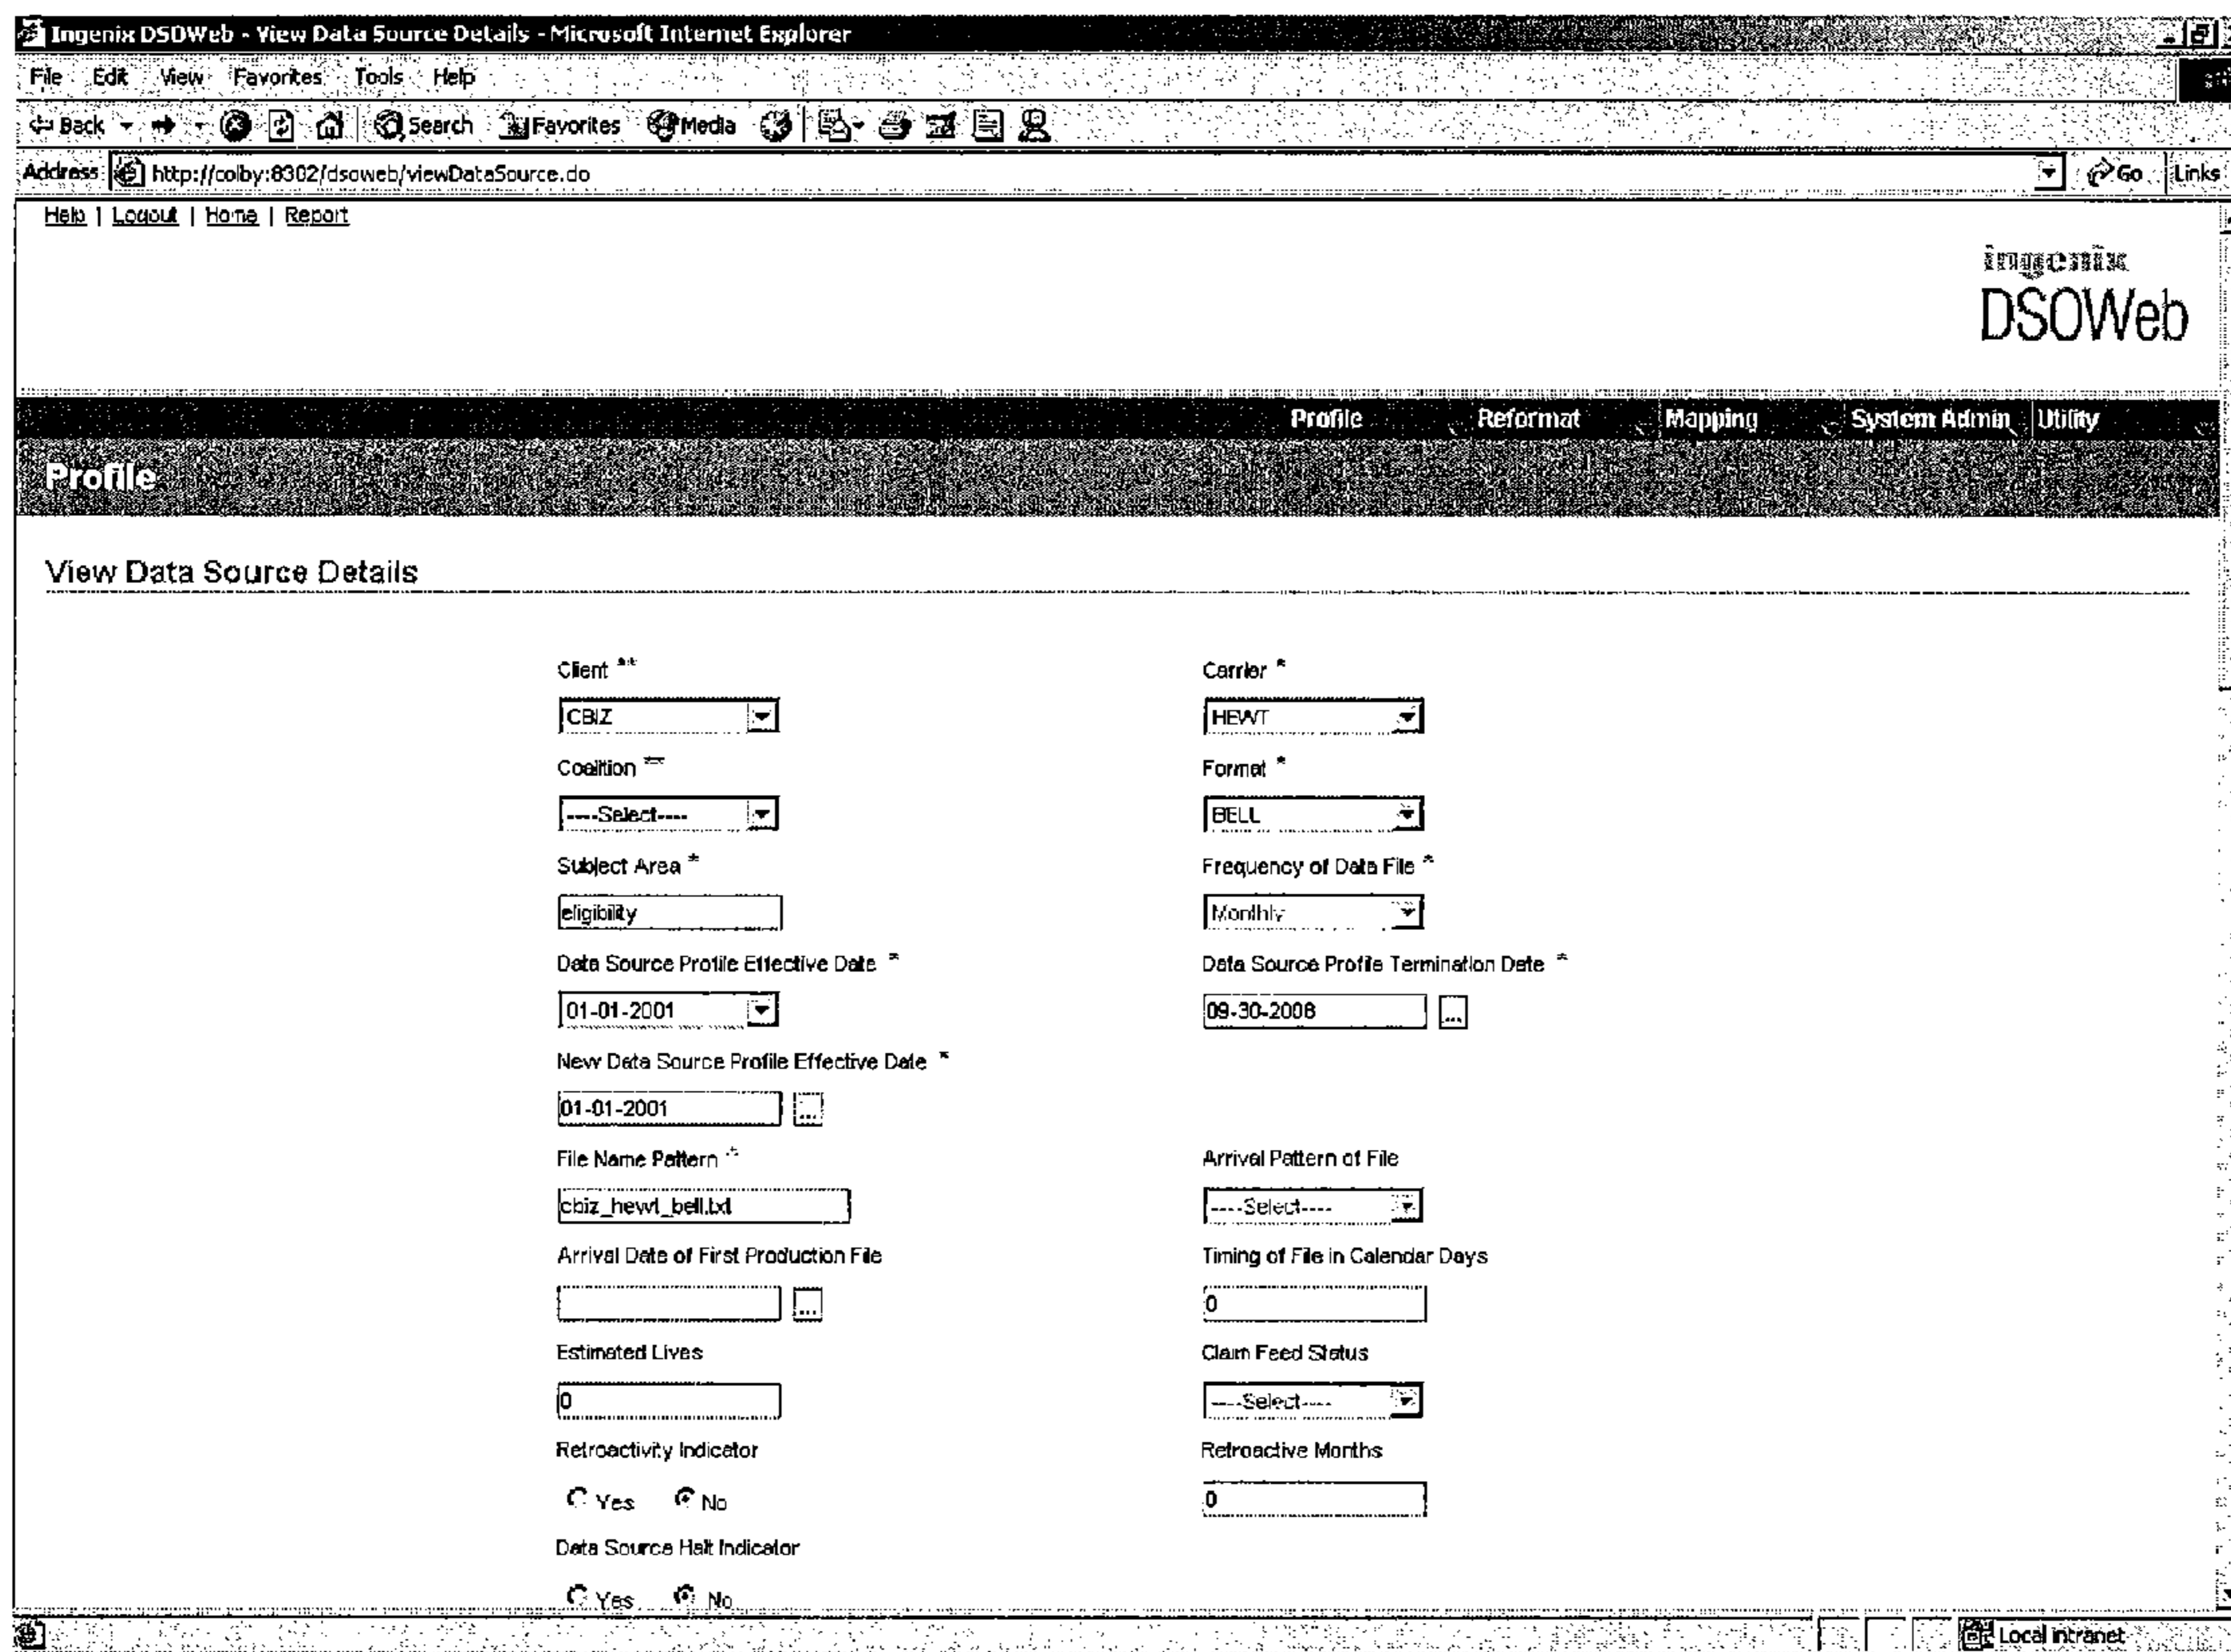 Ingenix DSOWeb - View Data Source Details - Microsoft Internet Explorer
File Edit View Favorites Tools Help
Back Search Favorites Media
Address http://colby:8302/dsoweb/viewDataSource.do Go Links
Help | Logout | Home | Report
ingenix
DSOWeb
Profile Reformat Mapping System Admin Utility
Profile
View Data Source Details
Client ** Carrier *
CBIZ HEWT
Coalition ** Format *
----Select---- BELL
Subject Area * Frequency of Data File *
eligibility Monthly
Data Source Profile Effective Date * Data Source Profile Termination Date *
01-01-2001 09-30-2008 ...
New Data Source Profile Effective Date *
01-01-2001 ...
File Name Pattern * Arrival Pattern of File
cbiz_hewt_bell.txt ----Select----
Arrival Date of First Production File Timing of File in Calendar Days
... 0
Estimated Lives Claim Feed Status
0 ----Select----
Retroactivity Indicator Retroactive Months
Yes No 0
Data Source Halt Indicator
Yes No
Local intranet